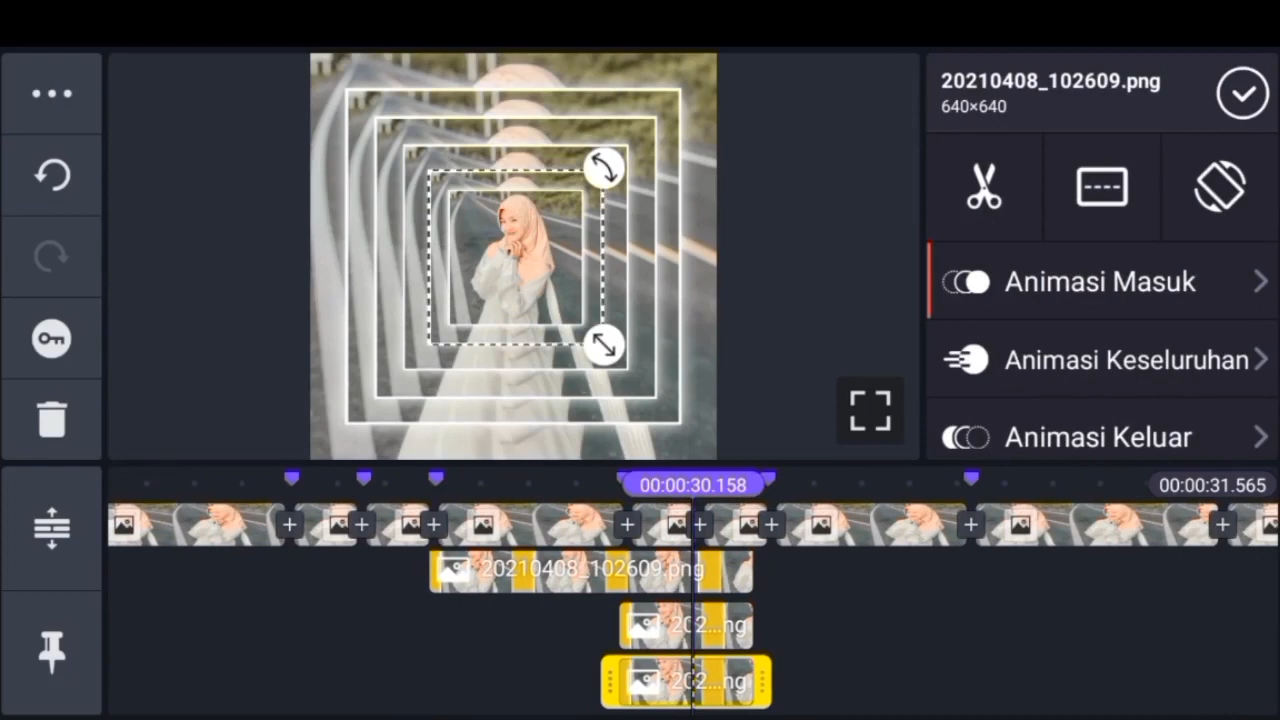 20210408_102609.png
640×640
Animasi Masuk
Animasi Keseluruhan
Animasi Keluar
00:00:30.158
00:00:31.565
20210408_102609.png
202...ng
202...ng